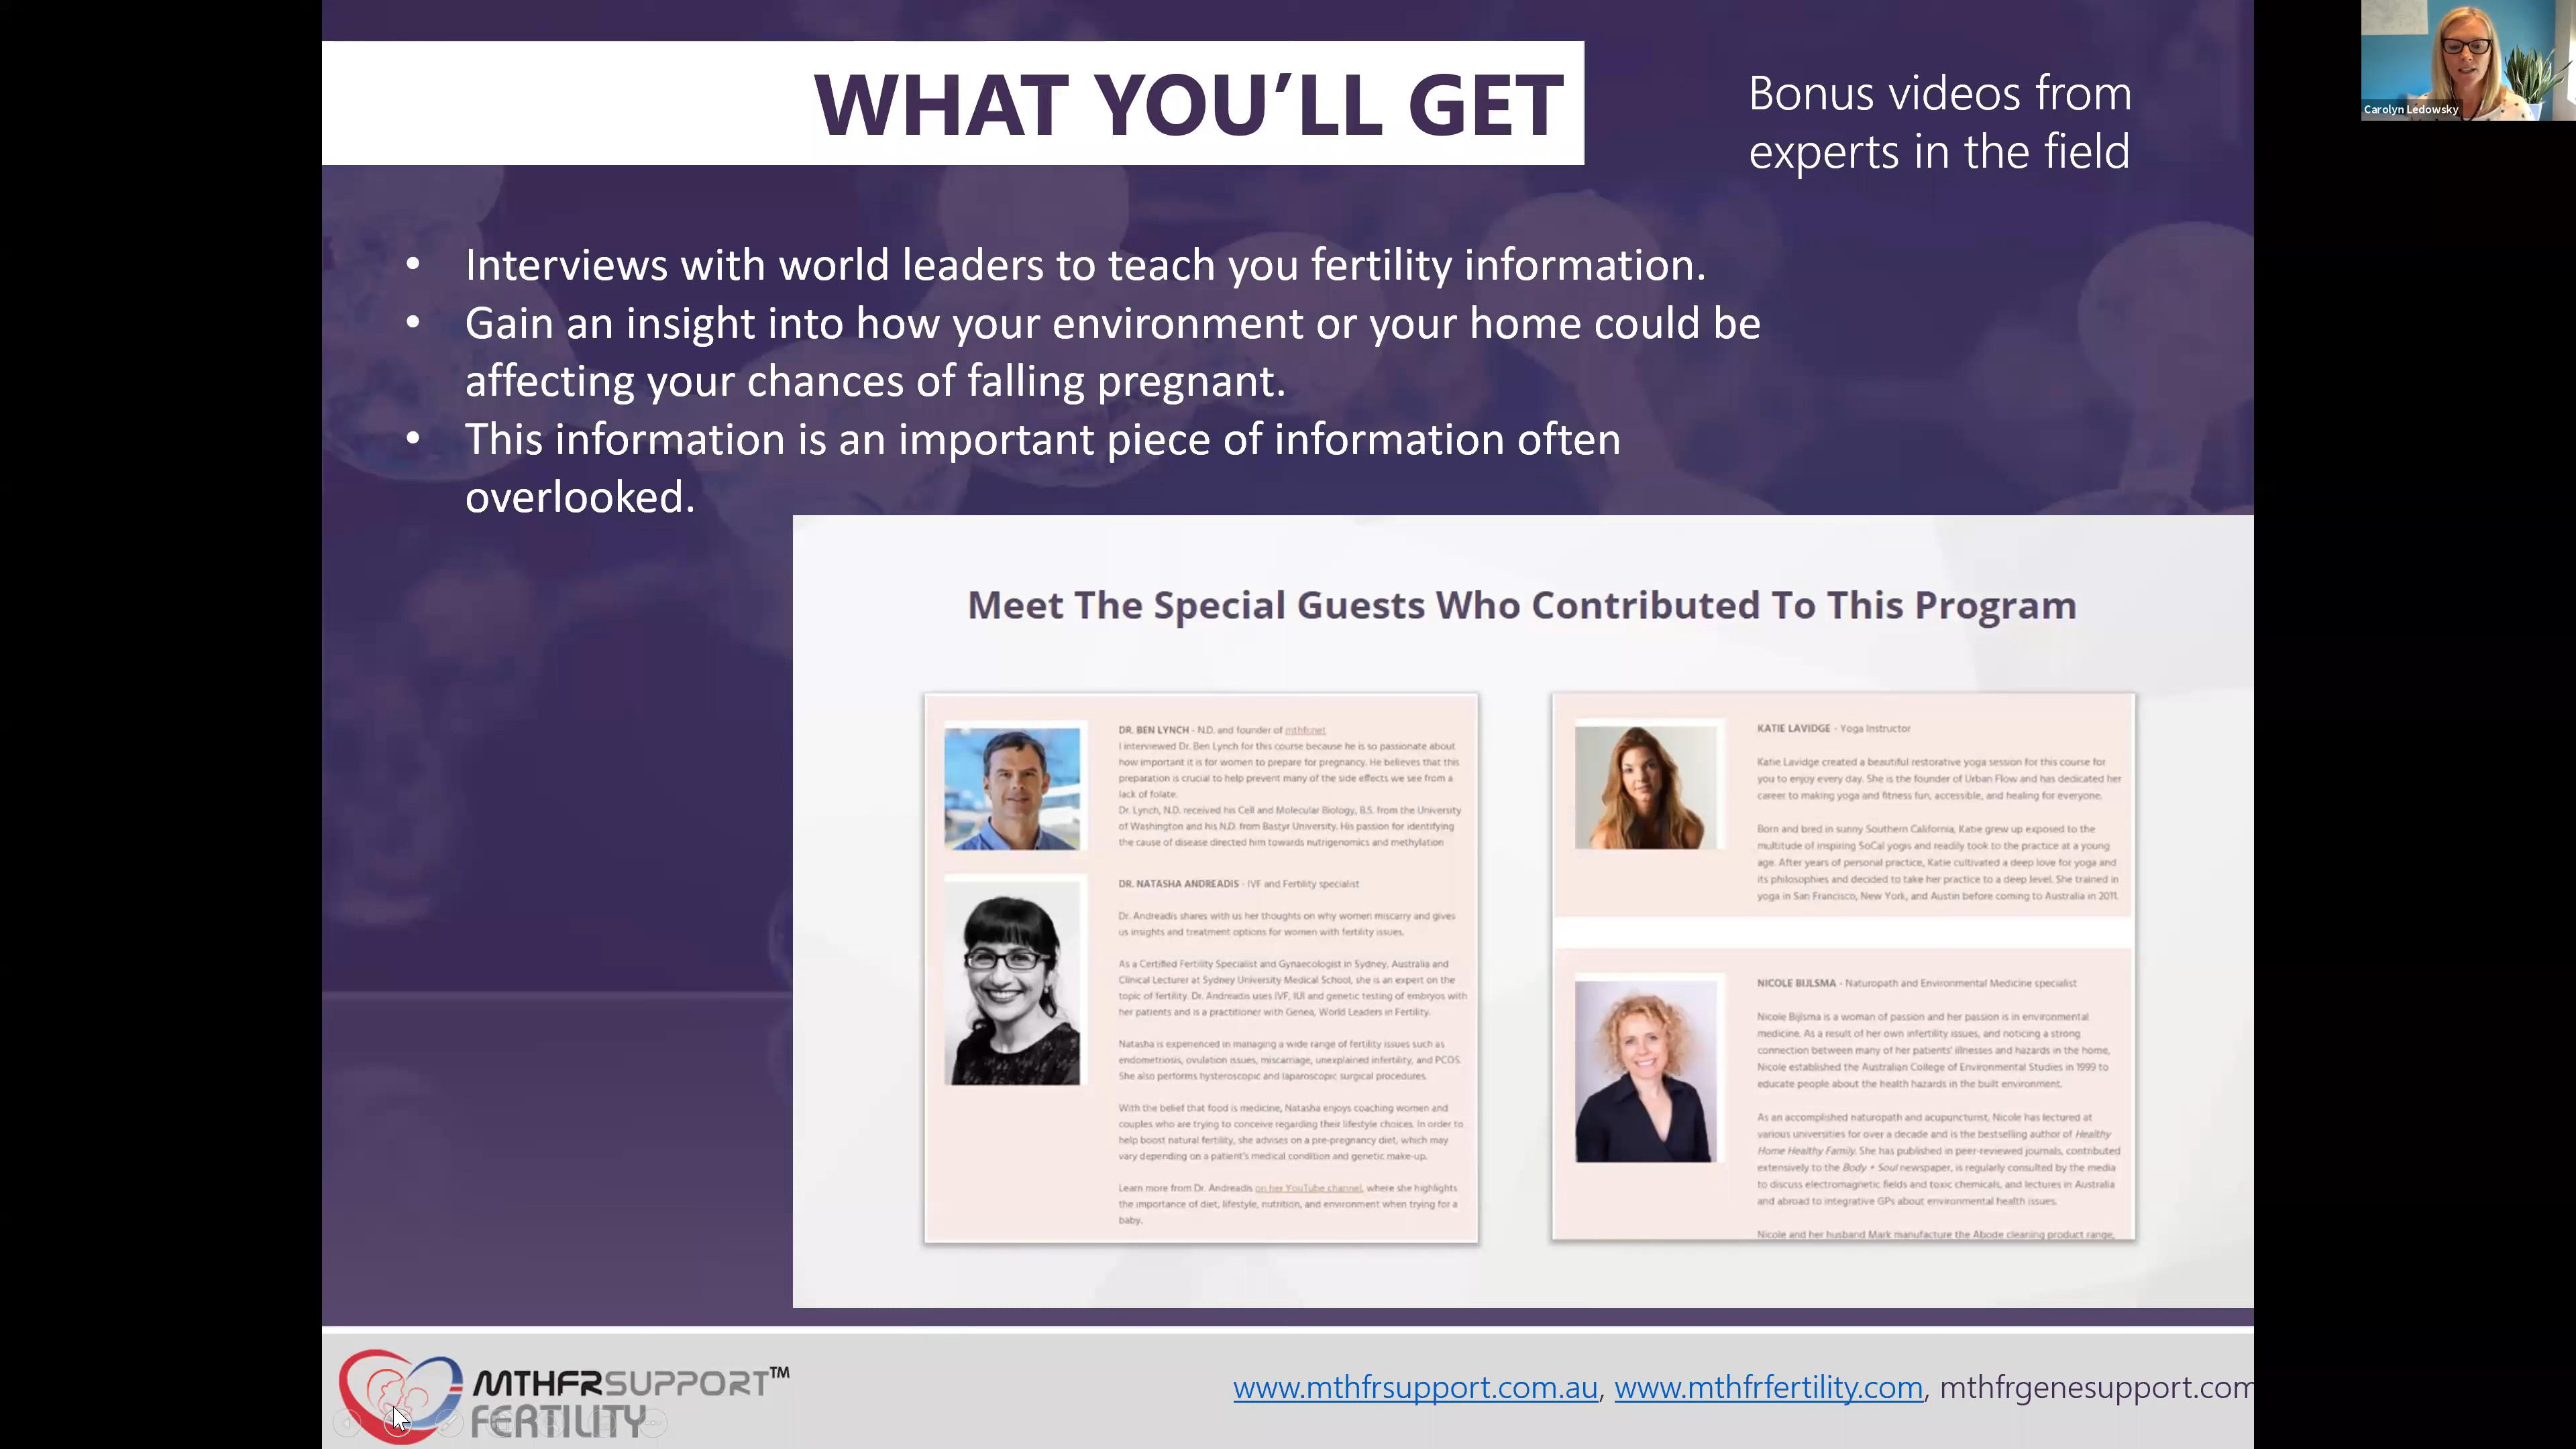 WHAT YOU'LL GET
Bonus videos from
experts in the field
Carolyn Ledowsky
• Interviews with world leaders to teach you fertility information.
• Gain an insight into how your environment or your home could be
affecting your chances of falling pregnant.
• This information is an important piece of information often
overlooked.
Meet The Special Guests Who Contributed To This Program
DR. BEN LYNCH - N.D. and founder of mthfr.net
I interviewed Dr. Ben Lynch for this course because he is so passionate about
how important it is for women to prepare for pregnancy. He believes that this
preparation is crucial to help prevent many of the side effects we see from a
lack of folate.
Dr. Lynch, N.D. received his Cell and Molecular Biology, B.S. from the University
of Washington and his N.D. from Bastyr University. His passion for identifying
the cause of disease directed him towards nutrigenomics and methylation
DR. NATASHA ANDREADIS - IVF and Fertility specialist
Dr. Andreadis shares with us her thoughts on why women miscarry and gives
us insights and treatment options for women with fertility issues.
As a Certified Fertility Specialist and Gynaecologist in Sydney, Australia and
Clinical Lecturer at Sydney University Medical School, she is an expert on the
topic of fertility. Dr. Andreadis uses IVF, IUI and genetic testing of embryos with
her patients and is a practitioner with Genea, World Leaders in Fertility.
Natasha is experienced in managing a wide range of fertility issues such as
endometriosis, ovulation issues, miscarriage, unexplained infertility, and PCOS.
She also performs hysteroscopic and laparoscopic surgical procedures.
With the belief that food is medicine, Natasha enjoys coaching women and
couples who are trying to conceive regarding their lifestyle choices. In order to
help boost natural fertility, she advises on a pre-pregnancy diet, which may
vary depending on a patient's medical condition and genetic make-up.
Learn more from Dr. Andreadis on her YouTube channel, where she highlights
the importance of diet, lifestyle, nutrition, and environment when trying for a
baby.
KATIE LAVIDGE - Yoga Instructor
Katie Lavidge created a beautiful restorative yoga session for this course for
you to enjoy every day. She is the founder of Urban Flow and has dedicated her
career to making yoga and fitness fun, accessible, and healing for everyone.
Born and bred in sunny Southern California, Katie grew up exposed to the
multitude of inspiring SoCal yogis and readily took to the practice at a young
age. After years of personal practice, Katie cultivated a deep love for yoga and
its philosophies and decided to take her practice to a deep level. She trained in
yoga in San Francisco, New York, and Austin before coming to Australia in 2011.
NICOLE BIJLSMA - Naturopath and Environmental Medicine specialist
Nicole Bijlsma is a woman of passion and her passion is in environmental
medicine. As a result of her own infertility issues, and noticing a strong
connection between many of her patients' illnesses and hazards in the home,
Nicole established the Australian College of Environmental Studies in 1999 to
educate people about the health hazards in the built environment.
As an accomplished naturopath and acupuncturist, Nicole has lectured at
various universities for over a decade and is the bestselling author of Healthy
Home Healthy Family. She has published in peer-reviewed journals, contributed
extensively to the Body + Soul newspaper, is regularly consulted by the media
to discuss electromagnetic fields and toxic chemicals, and lectures in Australia
and abroad to integrative GPs about environmental health issues.
Nicole and her husband Mark manufacture the Abode cleaning product range,
MTHFRSUPPORT™
FERTILITY
www.mthfrsupport.com.au, www.mthfrfertility.com, mthfrgenesupport.com